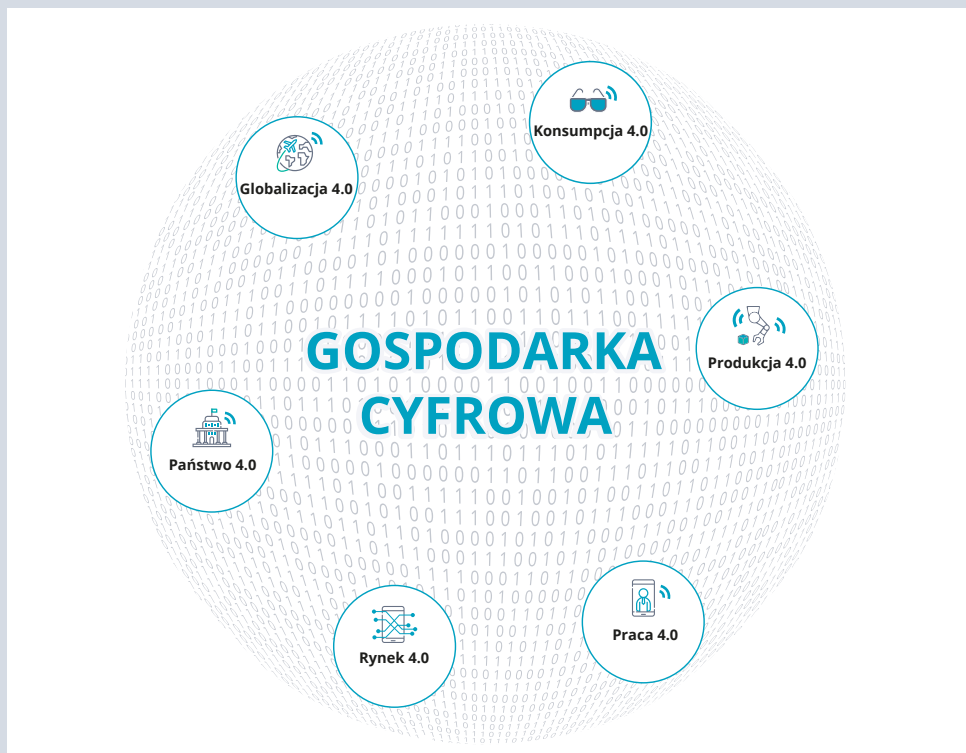 Konsumpcja 4.0
Globalizacja 4.0
GOSPODARKA
CYFROWA
Produkcja 4.0
Państwo 4.0
Praca 4.0
Rynek 4.0